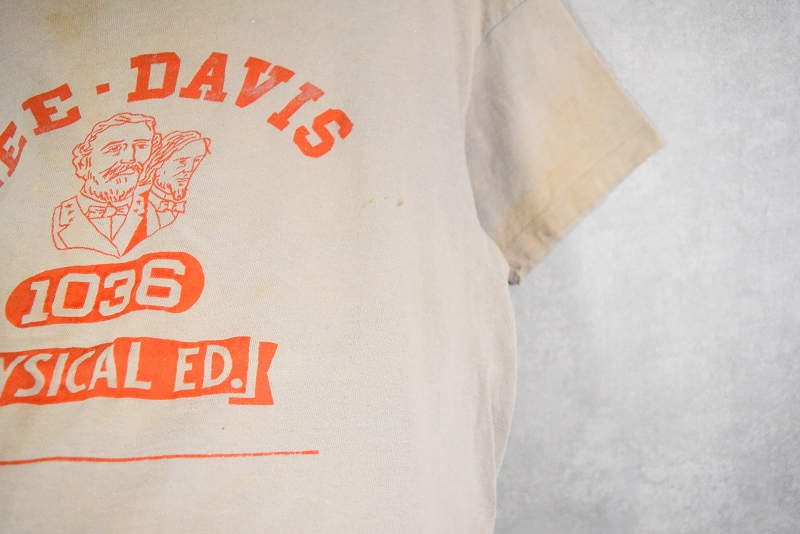 EE · DAVIS
1036
YSICAL ED.